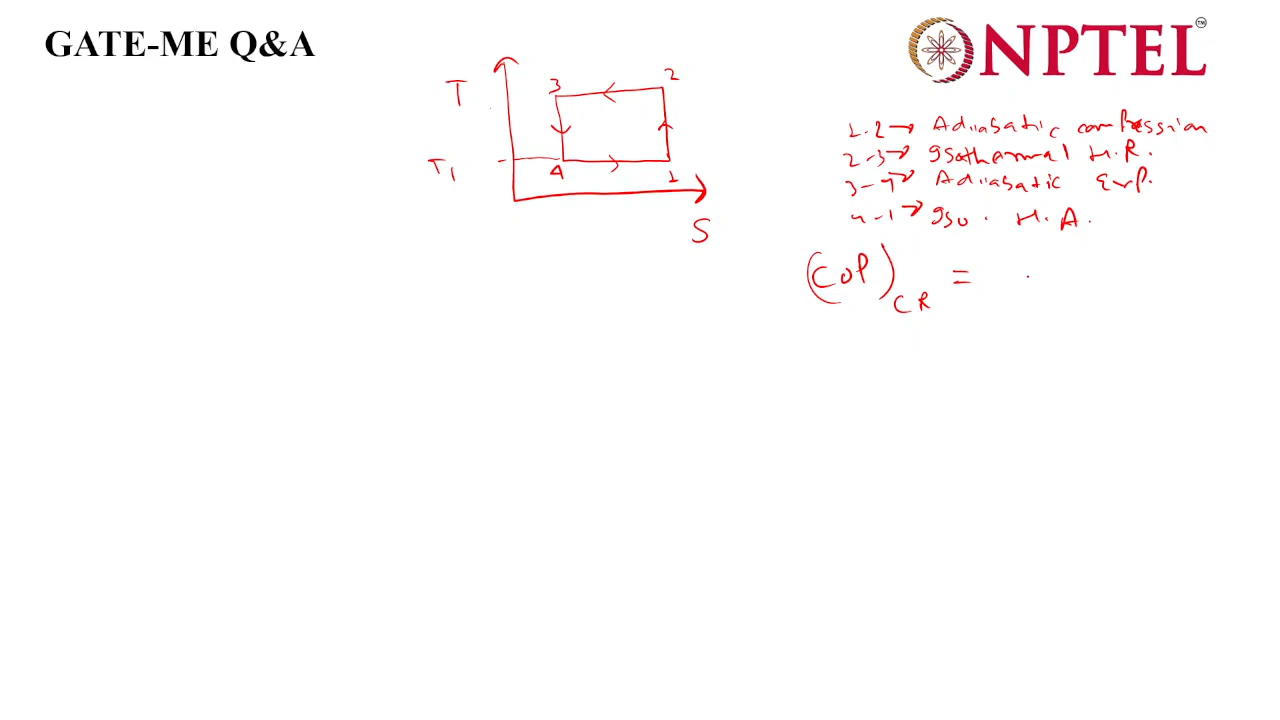 GATE-ME Q&A
NPTEL
TM
T
3
2
T1
4
1
S
1-2 → Adiabatic compression
2-3 → Isothermal H.R.
3-4 → Adiabatic Exp.
4-1 → Iso. H.A.
(COP)CR =